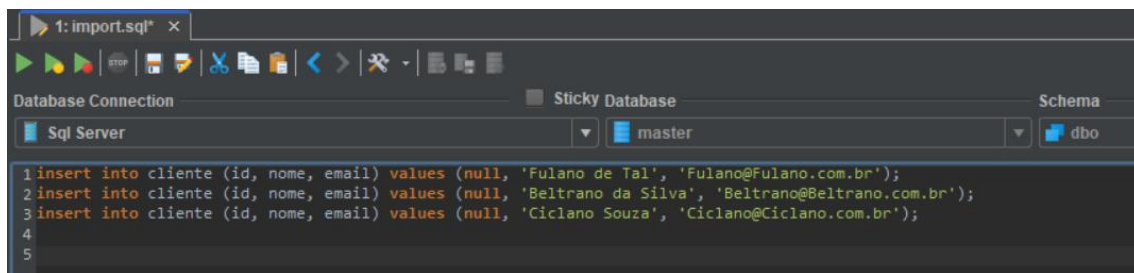 1: import.sql*
STOP
Database Connection Sticky Database Schema
Sql Server master dbo
1 insert into cliente (id, nome, email) values (null, 'Fulano de Tal', 'Fulano@Fulano.com.br');
2 insert into cliente (id, nome, email) values (null, 'Beltrano da Silva', 'Beltrano@Beltrano.com.br');
3 insert into cliente (id, nome, email) values (null, 'Ciclano Souza', 'Ciclano@Ciclano.com.br');
4
5